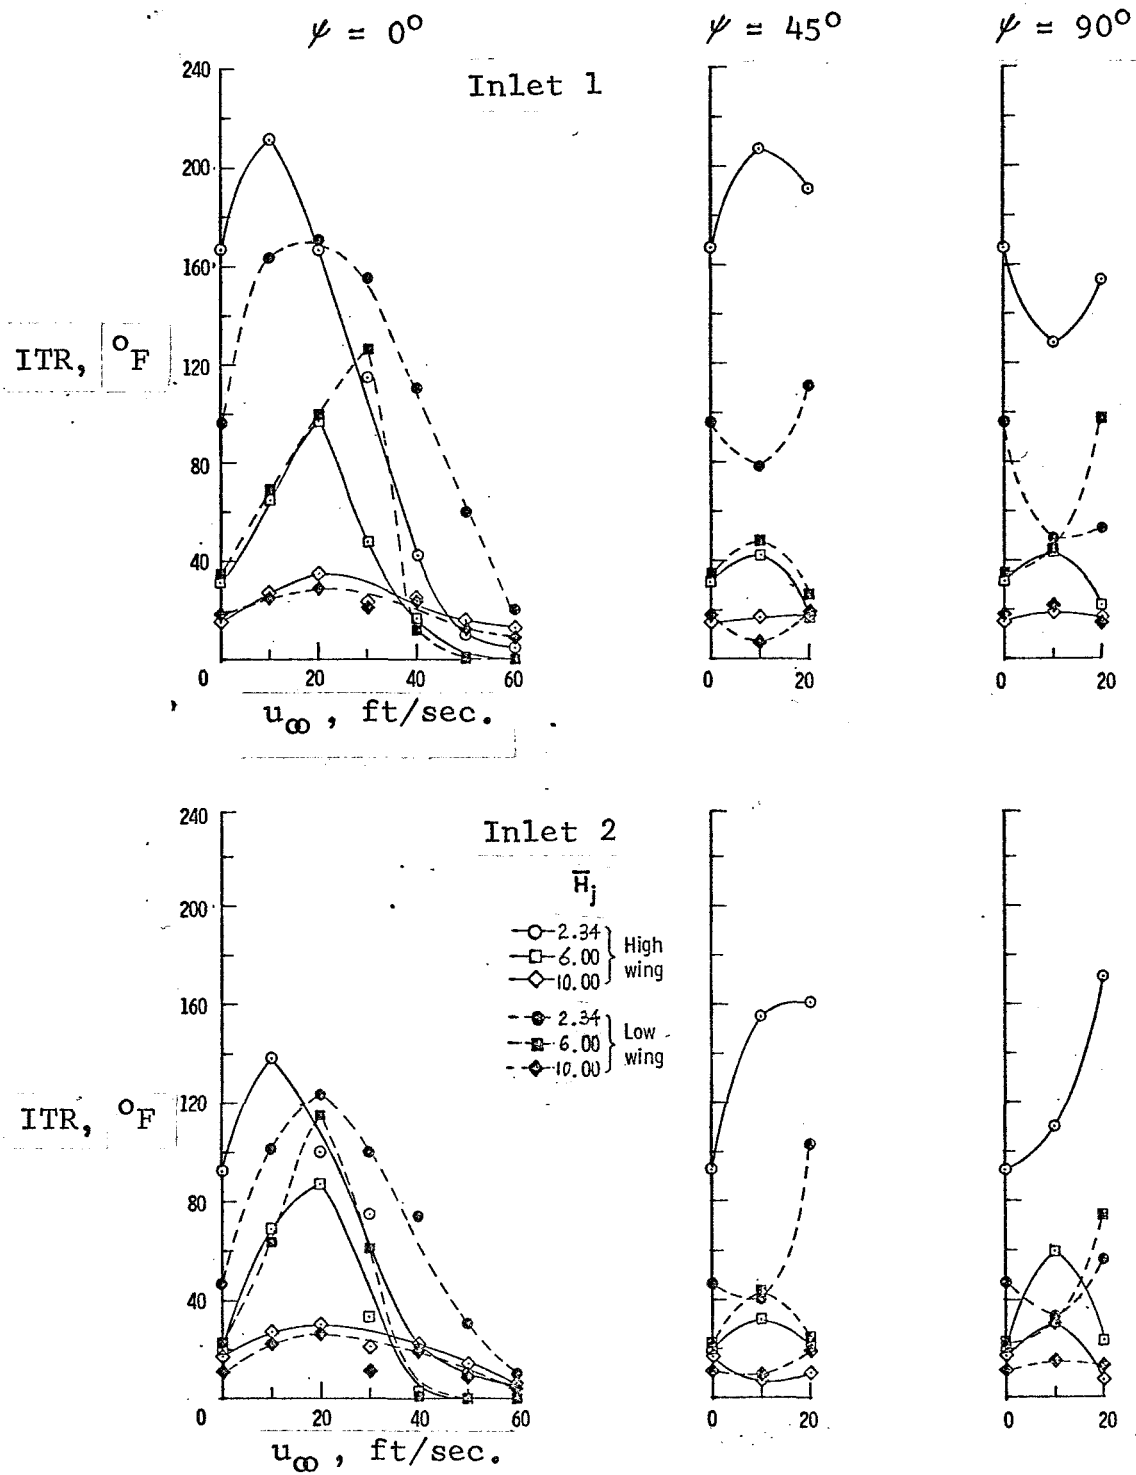 ψ = 0° ψ = 45° ψ = 90°
Inlet 1
240
200
160
120
80
40
0 20 40 60
ITR, °F
u∞, ft/sec.
0 20
0 20
Inlet 2
240
200
160
120
80
40
0 20 40 60
ITR, °F
u∞, ft/sec.
H̅j
2.34
6.00
10.00
High
wing
2.34
6.00
10.00
Low
wing
0 20
0 20